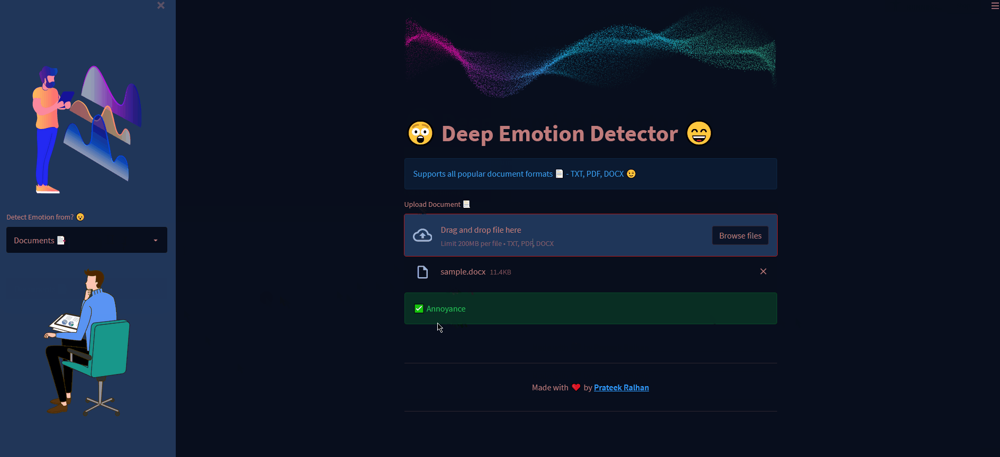 Detect Emotion from? 😮
Documents 📑
😨 Deep Emotion Detector 😄
Supports all popular document formats 📄 - TXT, PDF, DOCX 😉
Upload Document 📃
Drag and drop file here
Limit 200MB per file • TXT, PDF, DOCX
Browse files
sample.docx 11.4KB
✅ Annoyance
Made with ❤ by Prateek Ralhan